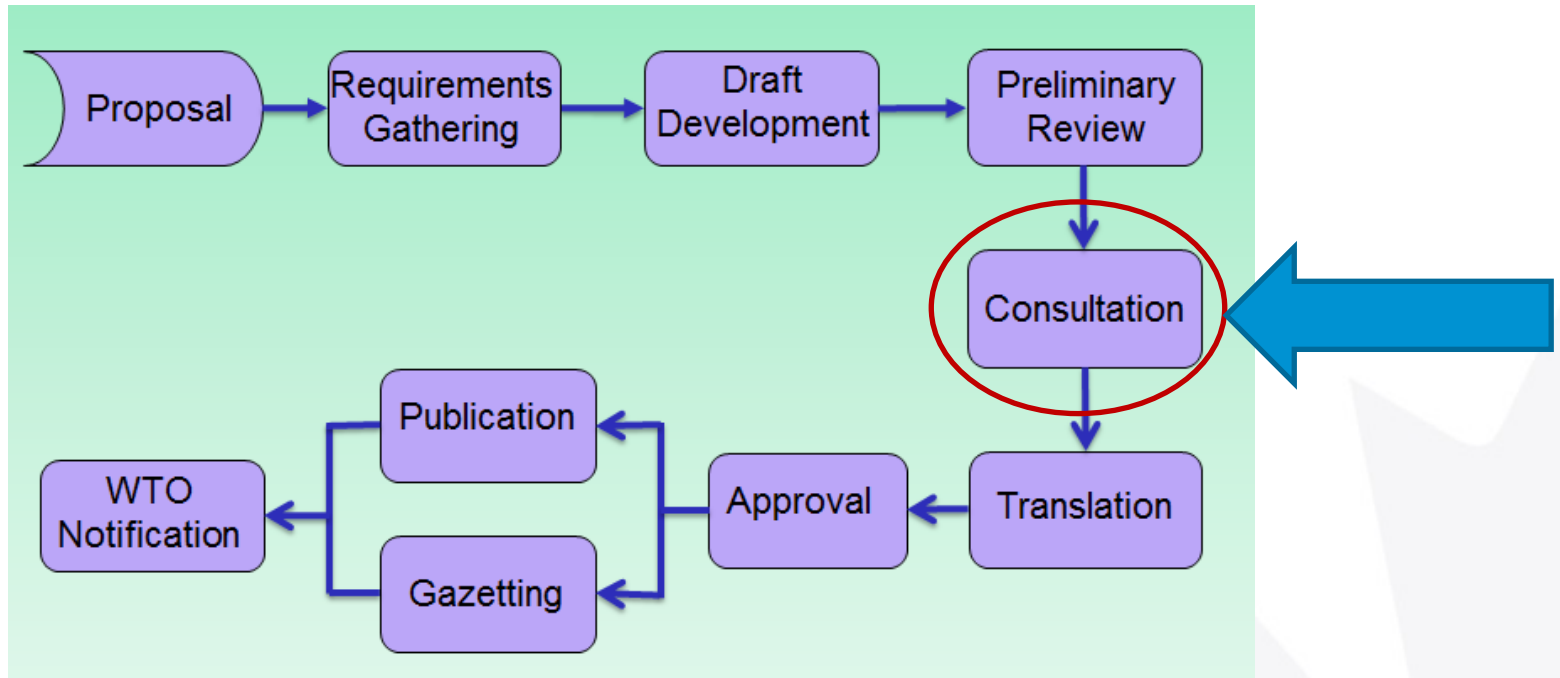 Proposal
Requirements
Gathering
Draft
Development
Preliminary
Review
Consultation
Translation
Approval
Publication
Gazetting
WTO
Notification